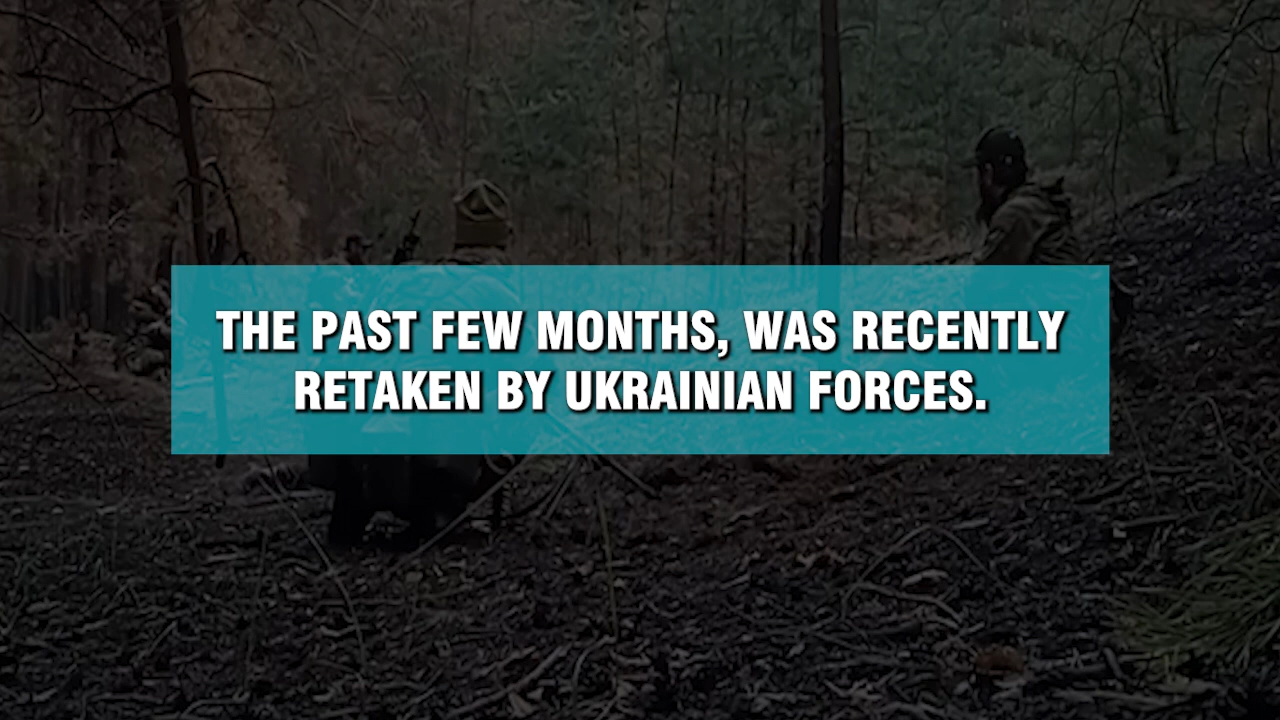 THE PAST FEW MONTHS, WAS RECENTLY
RETAKEN BY UKRAINIAN FORCES.